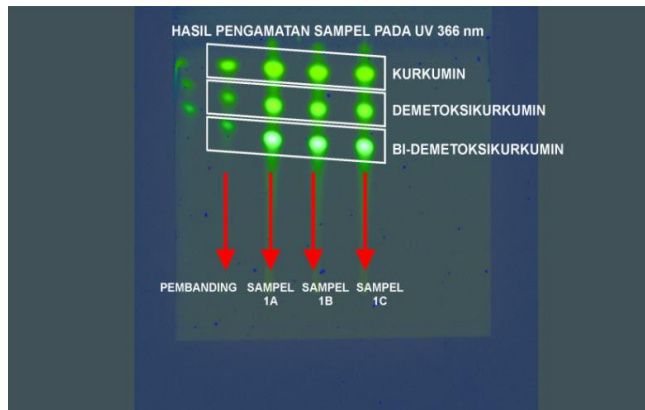 HASIL PENGAMATAN SAMPEL PADA UV 366 nm
KURKUMIN
DEMETOKSIKURKUMIN
BI-DEMETOKSIKURKUMIN
PEMBANDING SAMPEL SAMPEL SAMPEL
1A 1B 1C